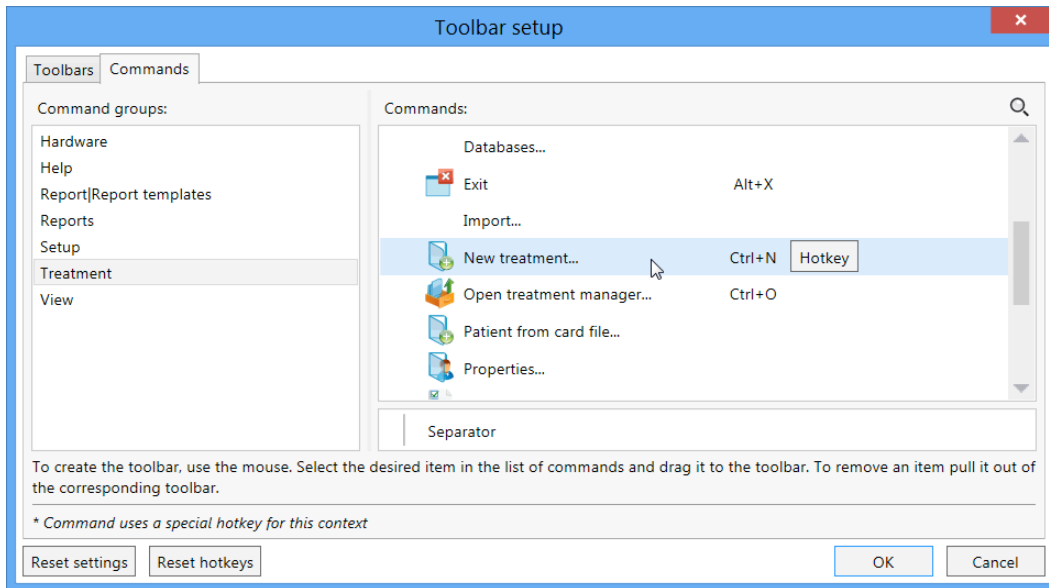 Toolbar setup
Toolbars Commands
Command groups:
Hardware
Help
Report|Report templates
Reports
Setup
Treatment
View
Commands:
Databases...
Exit Alt+X
Import...
New treatment... Ctrl+N Hotkey
Open treatment manager... Ctrl+O
Patient from card file...
Properties...
Separator
To create the toolbar, use the mouse. Select the desired item in the list of commands and drag it to the toolbar. To remove an item pull it out of
the corresponding toolbar.
* Command uses a special hotkey for this context
Reset settings Reset hotkeys OK Cancel